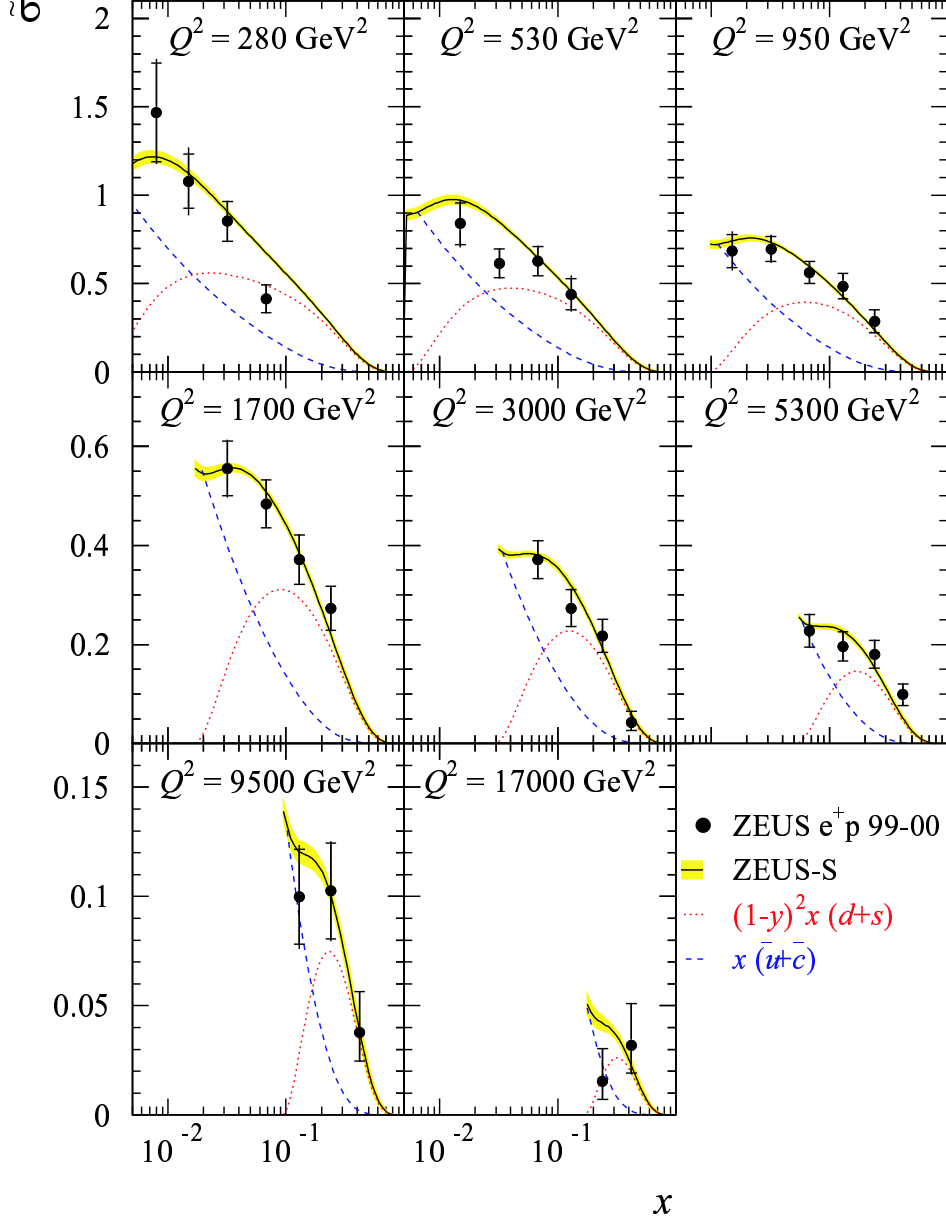 σ̃
Q² = 280 GeV²
Q² = 530 GeV²
Q² = 950 GeV²
2
1.5
1
0.5
0
Q² = 1700 GeV²
Q² = 3000 GeV²
Q² = 5300 GeV²
0.6
0.4
0.2
0
Q² = 9500 GeV²
Q² = 17000 GeV²
0.15
0.1
0.05
0
ZEUS e⁺p 99-00
ZEUS-S
(1-y)²x (d+s)
x (u̅+c̅)
10⁻² 10⁻¹ 10⁻² 10⁻¹
x